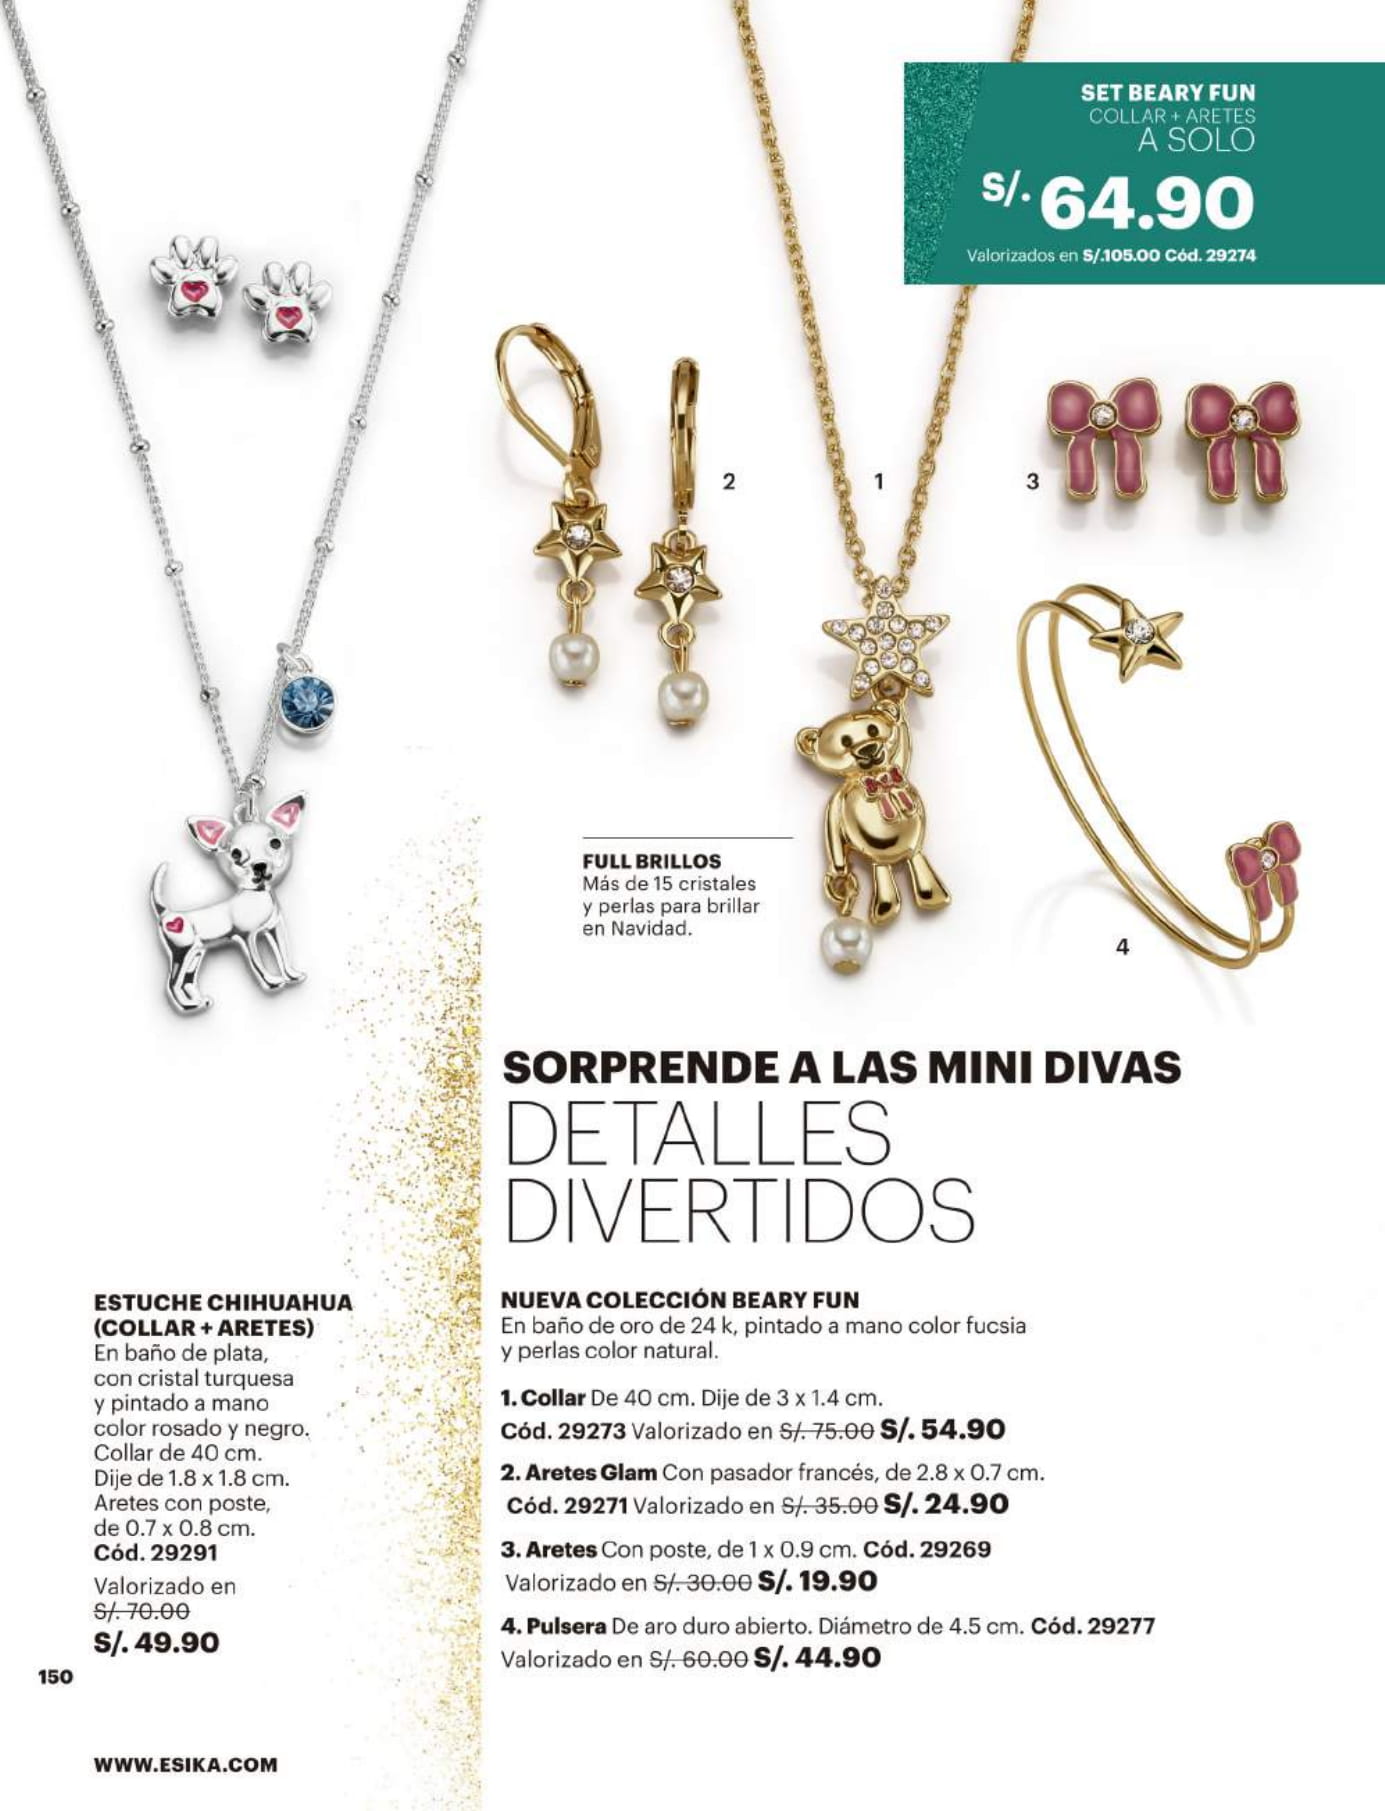 SET BEARY FUN
COLLAR + ARETES
A SOLO
S/. 64.90
Valorizados en S/.105.00 Cód. 29274
2
1
3
4
FULL BRILLOS
Más de 15 cristales
y perlas para brillar
en Navidad.
SORPRENDE A LAS MINI DIVAS
DETALLES
DIVERTIDOS
ESTUCHE CHIHUAHUA
(COLLAR + ARETES)
En baño de plata,
con cristal turquesa
y pintado a mano
color rosado y negro.
Collar de 40 cm.
Dije de 1.8 x 1.8 cm.
Aretes con poste,
de 0.7 x 0.8 cm.
Cód. 29291
Valorizado en
S/. 70.00
S/. 49.90
NUEVA COLECCIÓN BEARY FUN
En baño de oro de 24 k, pintado a mano color fucsia
y perlas color natural.
1. Collar De 40 cm. Dije de 3 x 1.4 cm.
Cód. 29273 Valorizado en S/. 75.00 S/. 54.90
2. Aretes Glam Con pasador francés, de 2.8 x 0.7 cm.
Cód. 29271 Valorizado en S/. 35.00 S/. 24.90
3. Aretes Con poste, de 1 x 0.9 cm. Cód. 29269
Valorizado en S/. 30.00 S/. 19.90
4. Pulsera De aro duro abierto. Diámetro de 4.5 cm. Cód. 29277
Valorizado en S/. 60.00 S/. 44.90
150
WWW.ESIKA.COM